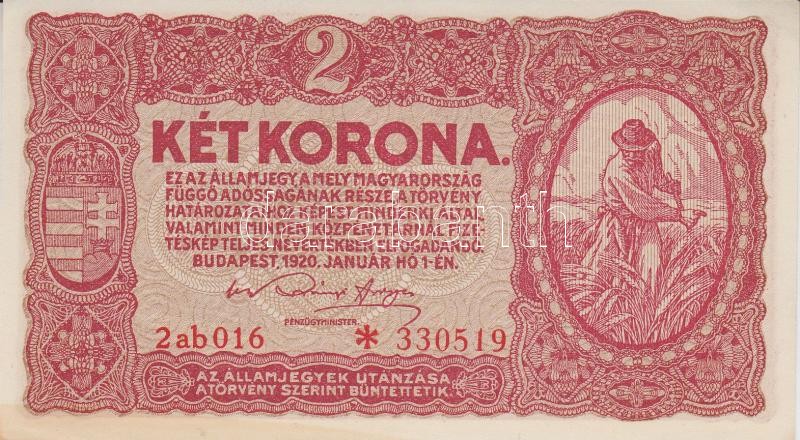 2
KÉT KORONA.
EZ AZ ÁLLAMJEGY, A MELY MAGYARORSZÁG
FÜGGŐ ADÓSSÁGÁNAK RÉSZE, A TÖRVÉNY
HATÁROZATAIHOZ KÉPEST MINDENKI ÁLTAL
VALAMINT MINDEN KÖZPÉNZTÁRNÁL FIZE-
TÉSKÉP TELJES NÉVÉRTÉKBEN ELFOGADANDÓ.
BUDAPEST, 1920. JANUÁR HÓ 1-ÉN.
PÉNZÜGYMINISTER.
2ab016 * 330519
AZ ÁLLAMJEGYEK UTÁNZÁSA
A TÖRVÉNY SZERINT BÜNTETTETIK.